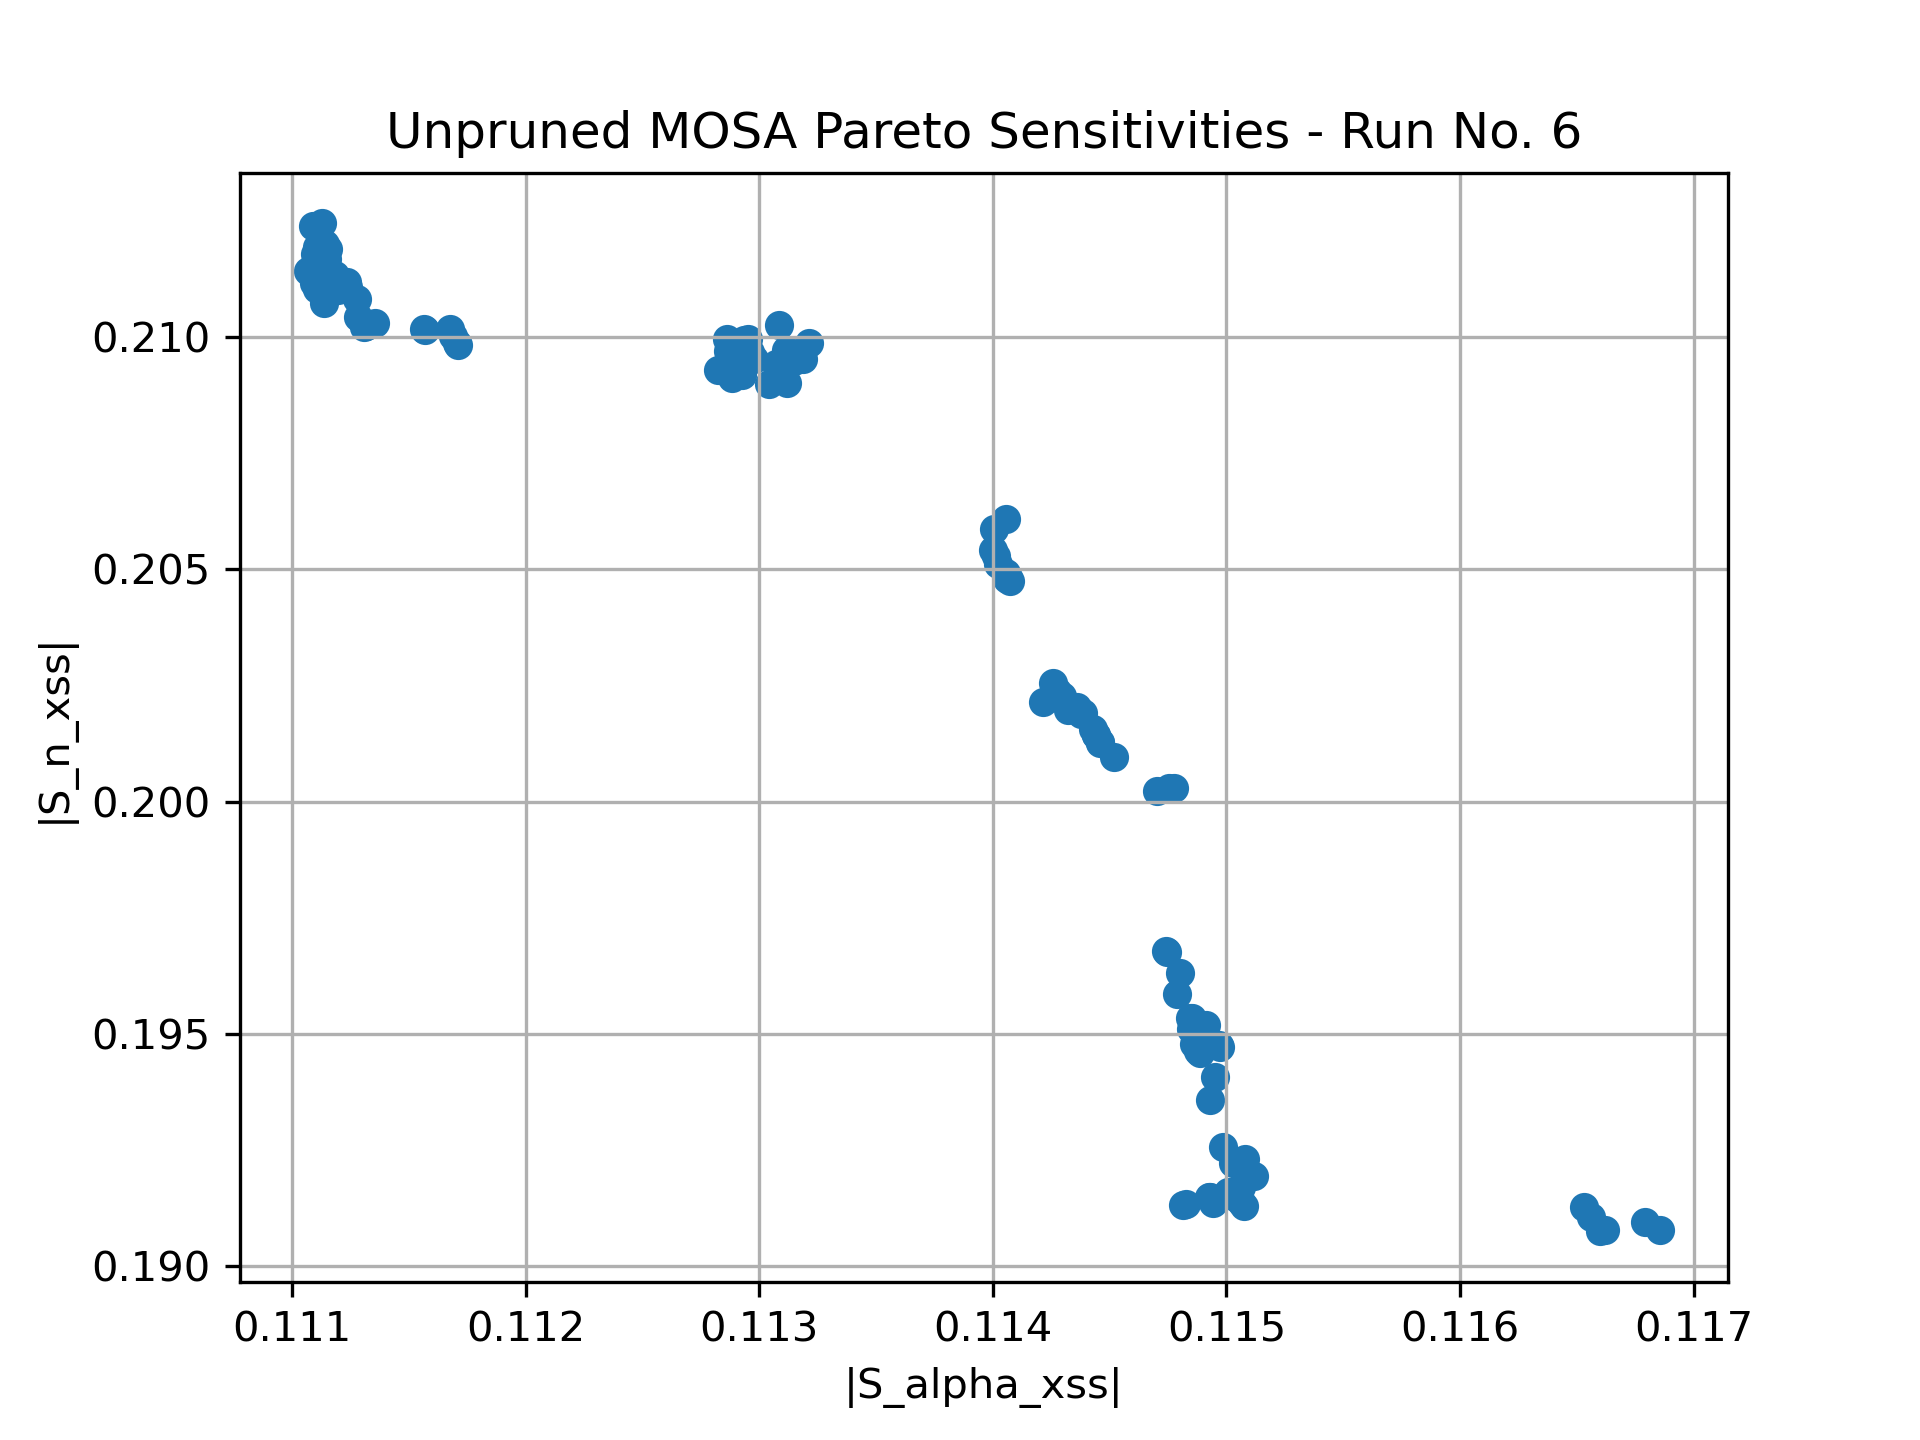 Unpruned MOSA Pareto Sensitivities - Run No. 6
|S_n_xss|
0.210
0.205
0.200
0.195
0.190
0.111 0.112 0.113 0.114 0.115 0.116 0.117
|S_alpha_xss|